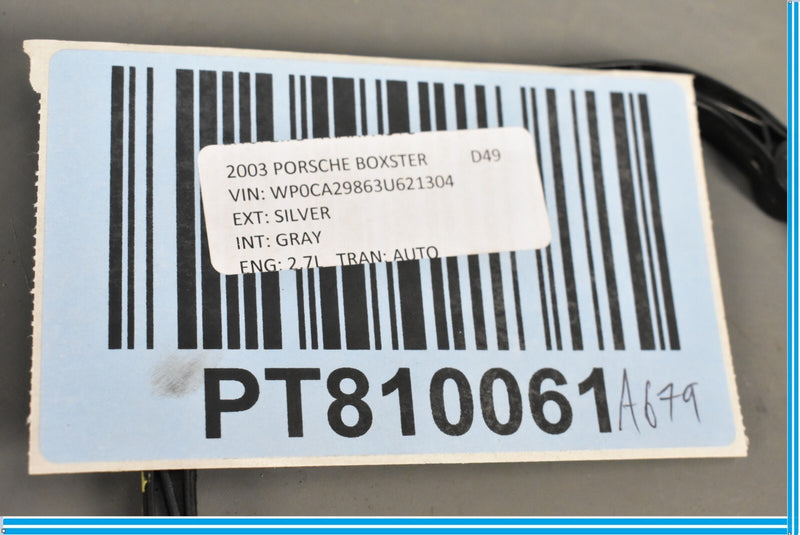 2003 PORSCHE BOXSTER D49
VIN: WP0CA29863U621304
EXT: SILVER
INT: GRAY
ENG: 2.7L TRAN: AUTO
PT810061 A679